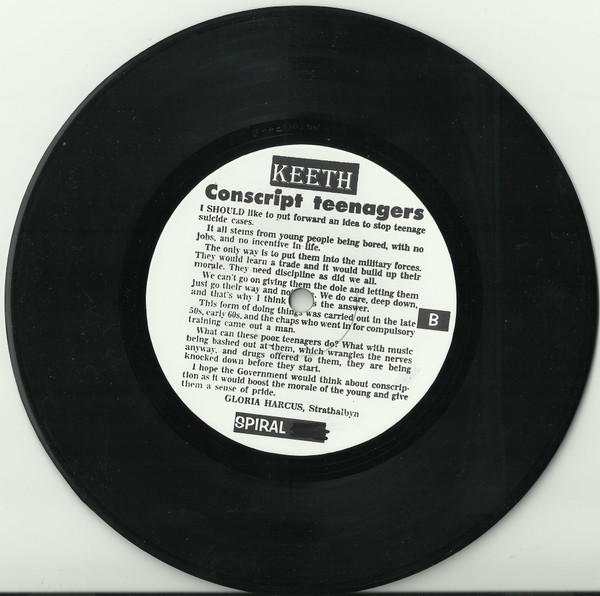 KEETH
Conscript teenagers
I SHOULD like to put forward an idea to stop teenage
suicide cases.
It all stems from young people being bored, with no
jobs, and no incentive in life.
The only way is to put them into the military forces.
They would learn a trade and it would build up their
morale. They need discipline as did we all.
We can't go on giving them the dole and letting them
just go their way and not. We do care, deep down,
and that's why I think the answer.
This form of doing things was carried out in the late
50s, early 60s, and the chaps who went in for compulsory
training came out a man.
What can these poor teenagers do? What with music
being bashed out at them, which wrangles the nerves
anyway, and drugs offered to them, they are being
knocked down before they start.
I hope the Government would think about conscrip-
tion as it would boost the morale of the young and give
them a sense of pride.
GLORIA HARCUS, Strathalbyn
B
SPIRAL